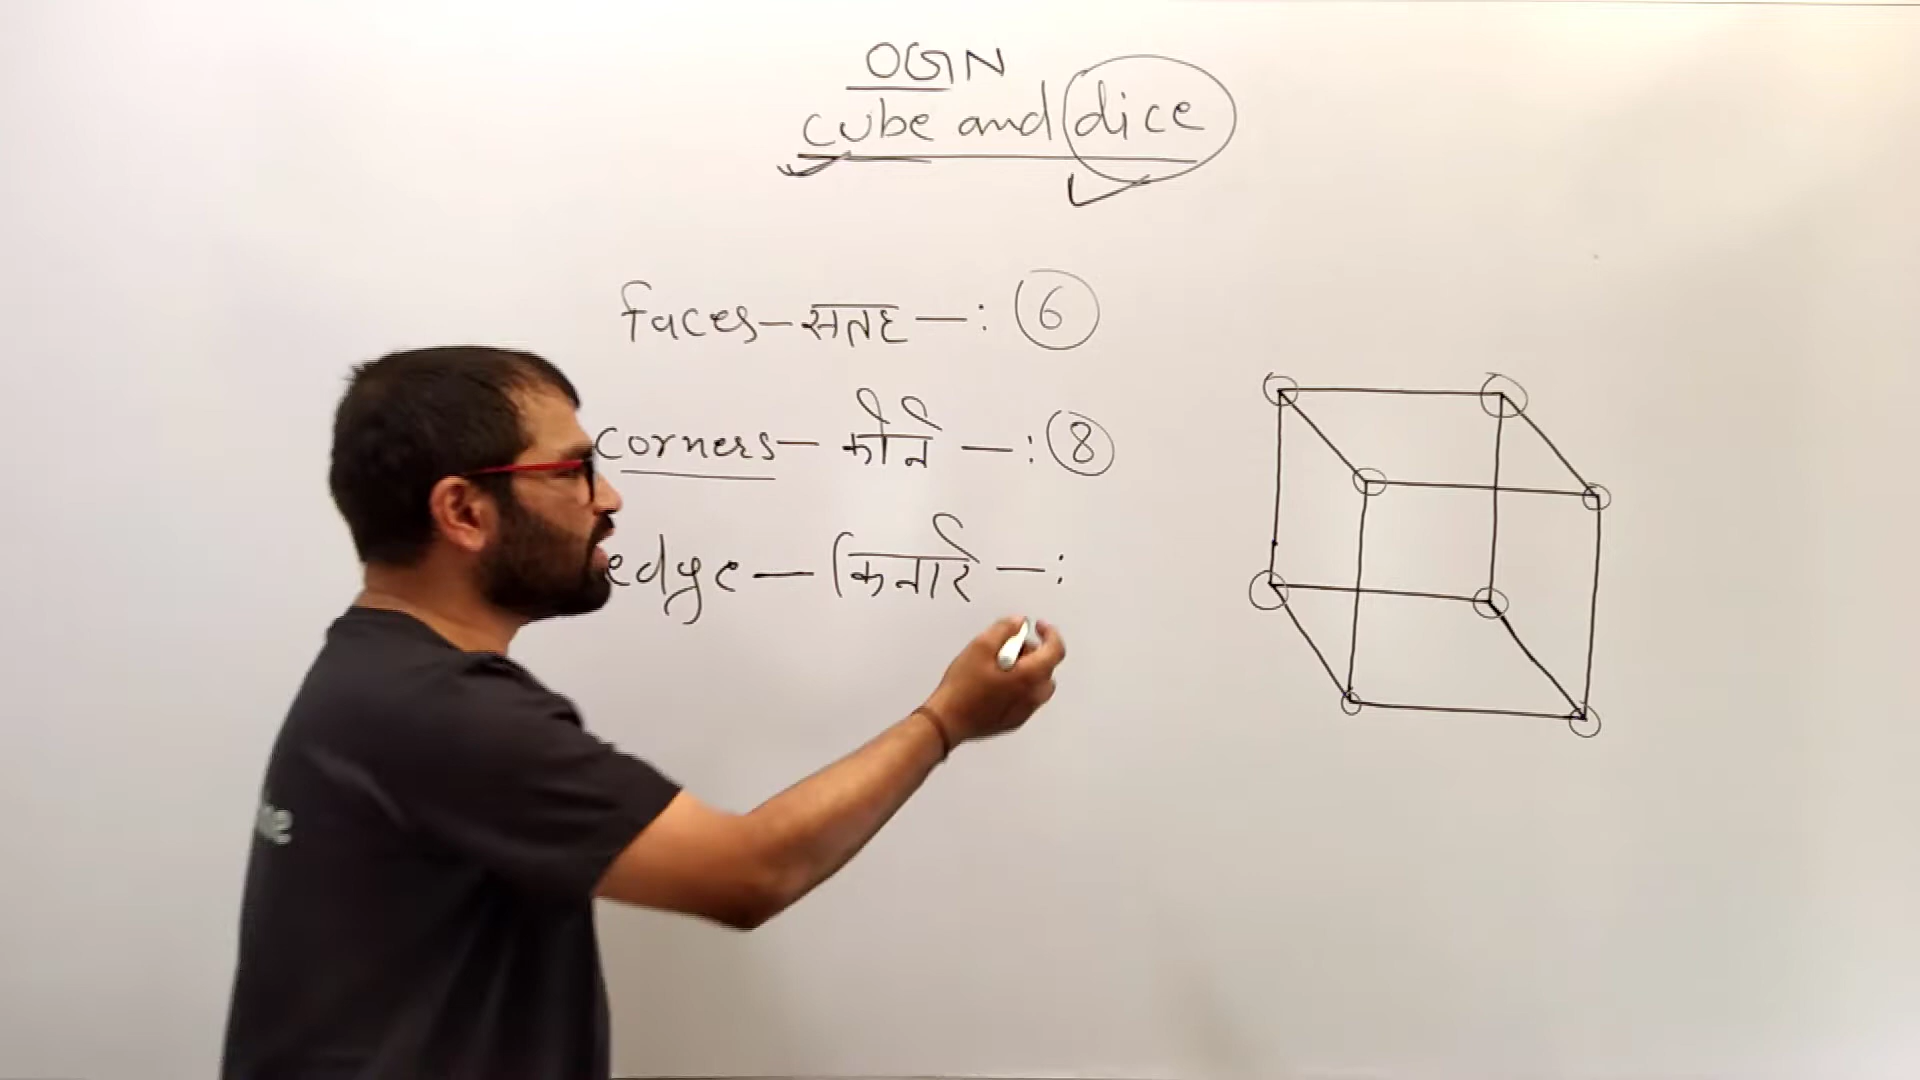 OGN
cube and dice
faces – सतह –: 6
corners – कोने –: 8
edge – किनारे –: